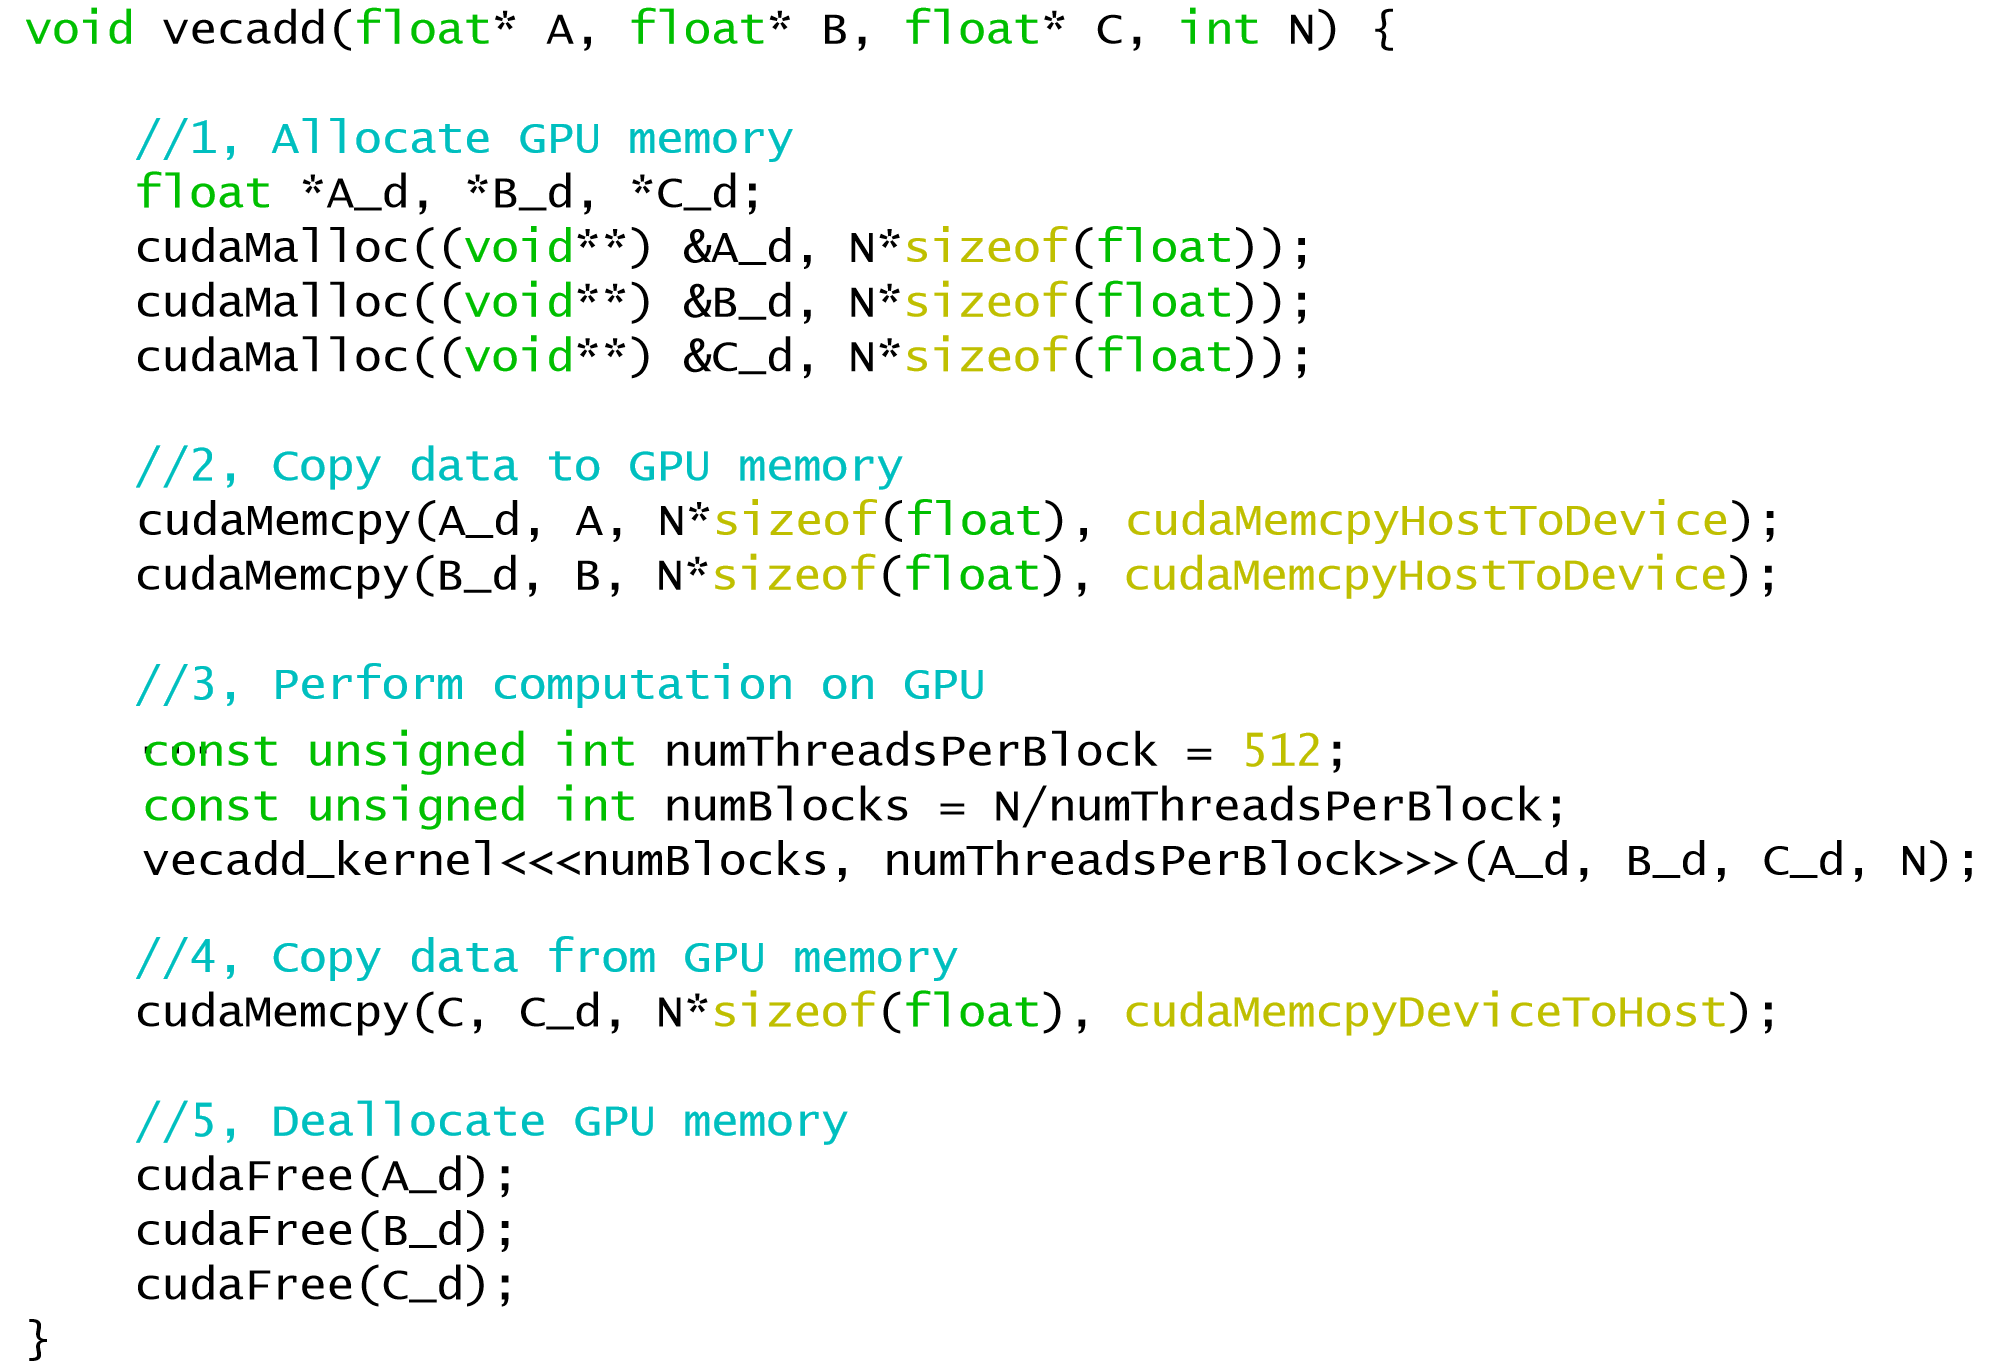 void vecadd(float* A, float* B, float* C, int N) {
//1, Allocate GPU memory
float *A_d, *B_d, *C_d;
cudaMalloc((void**) &A_d, N*sizeof(float));
cudaMalloc((void**) &B_d, N*sizeof(float));
cudaMalloc((void**) &C_d, N*sizeof(float));
//2, Copy data to GPU memory
cudaMemcpy(A_d, A, N*sizeof(float), cudaMemcpyHostToDevice);
cudaMemcpy(B_d, B, N*sizeof(float), cudaMemcpyHostToDevice);
//3, Perform computation on GPU
const unsigned int numThreadsPerBlock = 512;
const unsigned int numBlocks = N/numThreadsPerBlock;
vecadd_kernel<<<numBlocks, numThreadsPerBlock>>>(A_d, B_d, C_d, N);
//4, Copy data from GPU memory
cudaMemcpy(C, C_d, N*sizeof(float), cudaMemcpyDeviceToHost);
//5, Deallocate GPU memory
cudaFree(A_d);
cudaFree(B_d);
cudaFree(C_d);
}